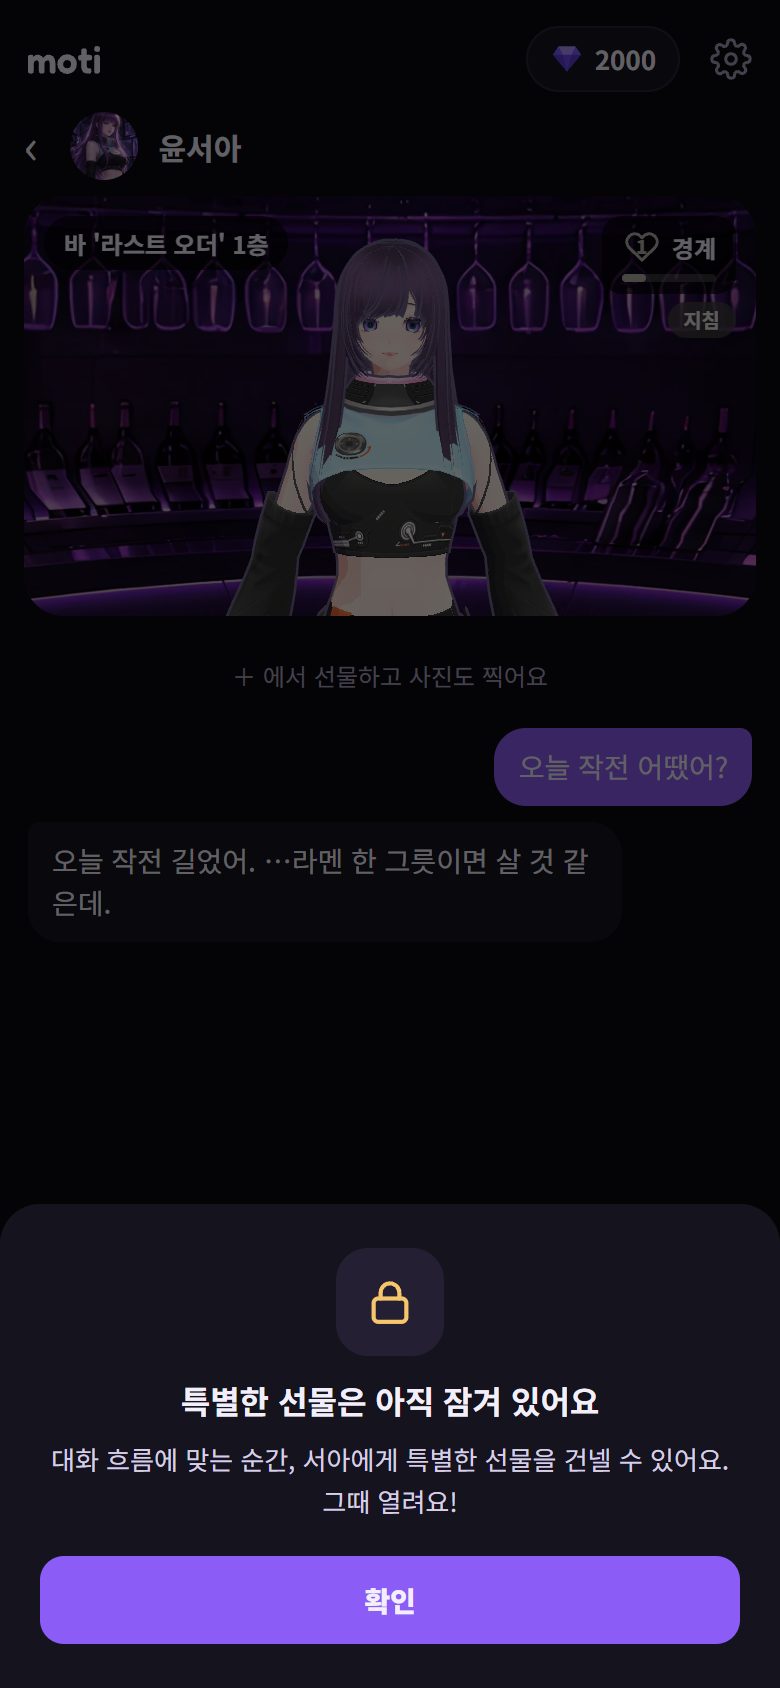 moti
2000
윤서아
바 '라스트 오더' 1층
1 경계
지침
+ 에서 선물하고 사진도 찍어요
오늘 작전 어땠어?
오늘 작전 길었어. …라멘 한 그릇이면 살 것 같
은데.
특별한 선물은 아직 잠겨 있어요
대화 흐름에 맞는 순간, 서아에게 특별한 선물을 건넬 수 있어요.
그때 열려요!
확인